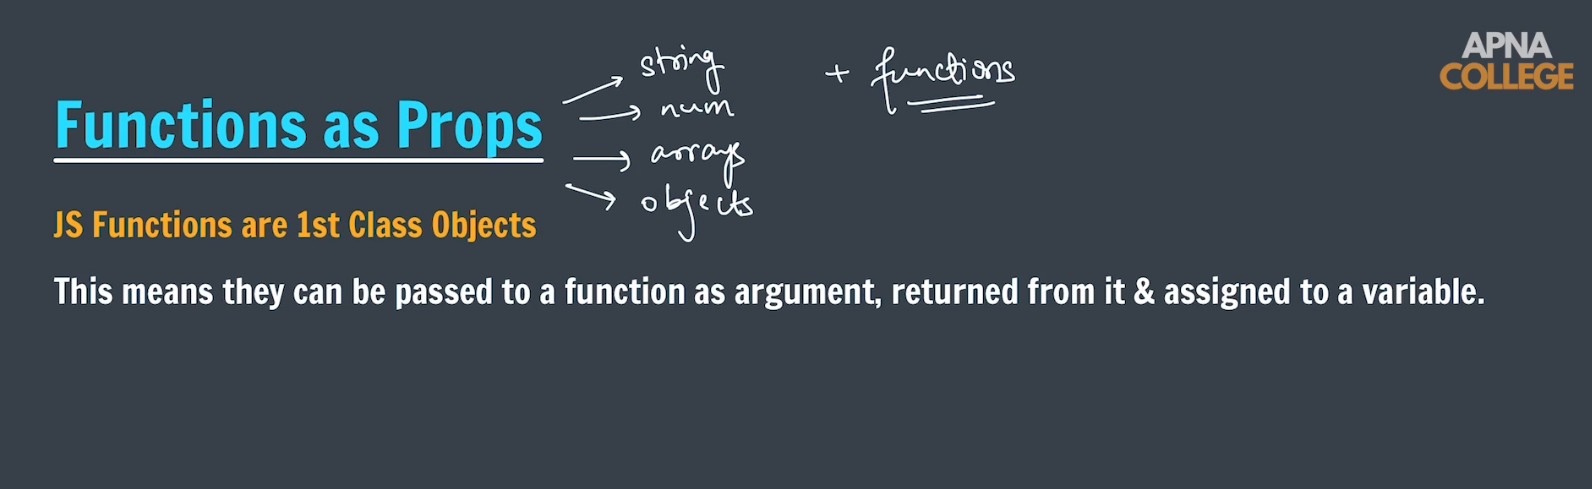 APNA
COLLEGE
string
+ functions
Functions as Props
num
arrays
objects
JS Functions are 1st Class Objects
This means they can be passed to a function as argument, returned from it & assigned to a variable.